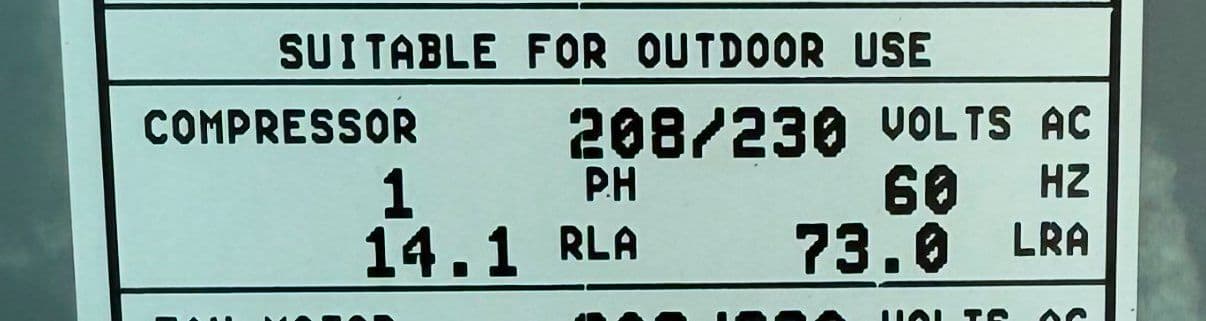 SUITABLE FOR OUTDOOR USE
COMPRESSOR 208/230 VOLTS AC
1 PH 60 HZ
14.1 RLA 73.0 LRA